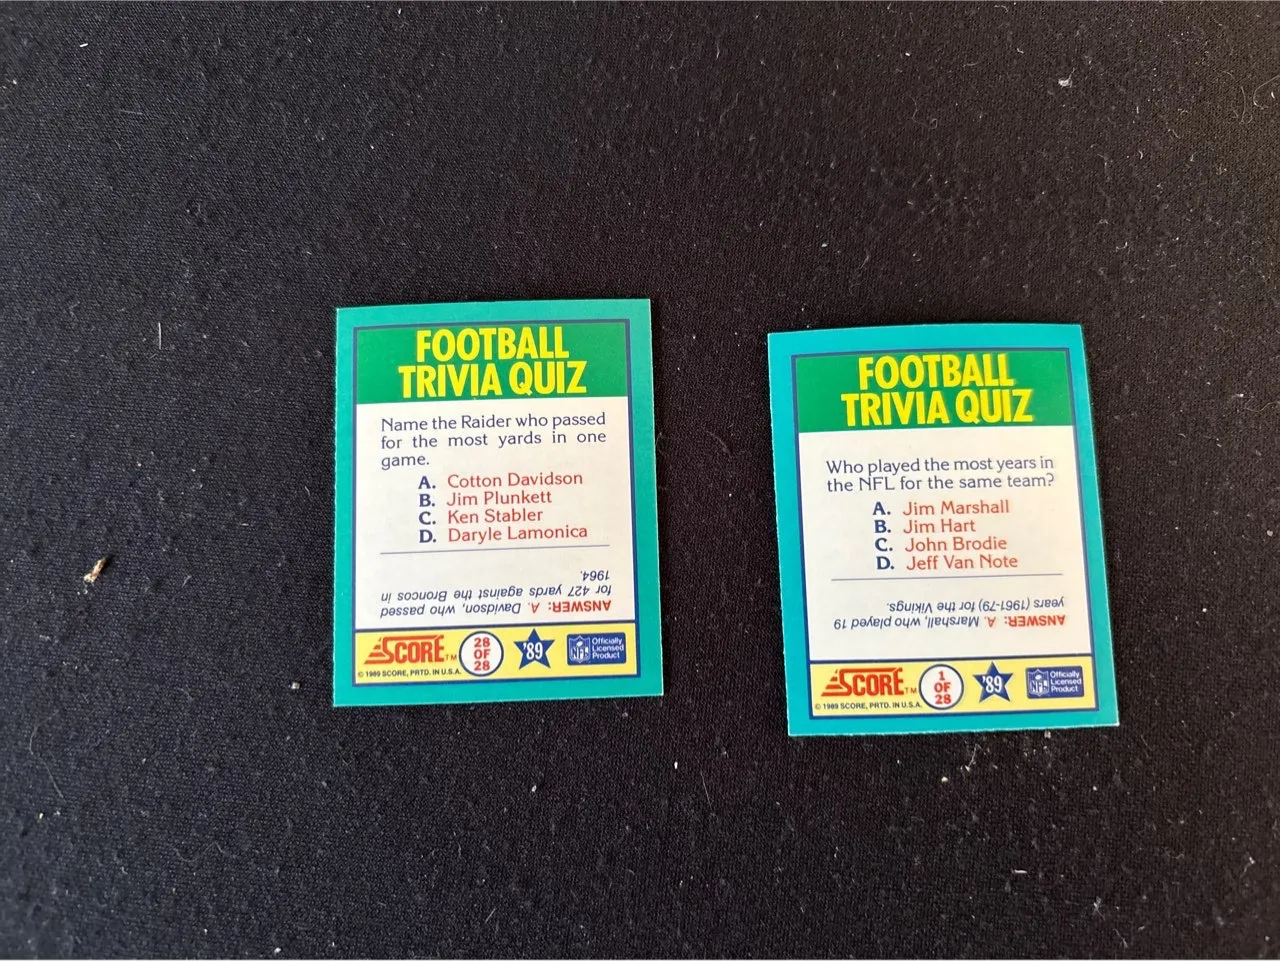 FOOTBALL
TRIVIA QUIZ
Name the Raider who passed
for the most yards in one
game.
A. Cotton Davidson
B. Jim Plunkett
C. Ken Stabler
D. Daryle Lamonica
ANSWER: A. Davidson, who passed
for 427 yards against the Broncos in
1964.
SCORE TM
© 1989 SCORE, PRTD. IN U.S.A.
28
OF
28
'89
NFL
Officially
Licensed
Product
FOOTBALL
TRIVIA QUIZ
Who played the most years in
the NFL for the same team?
A. Jim Marshall
B. Jim Hart
C. John Brodie
D. Jeff Van Note
ANSWER: A. Marshall, who played 19
years (1961-79) for the Vikings.
SCORE TM
© 1989 SCORE, PRTD. IN U.S.A.
1
OF
28
'89
NFL
Officially
Licensed
Product